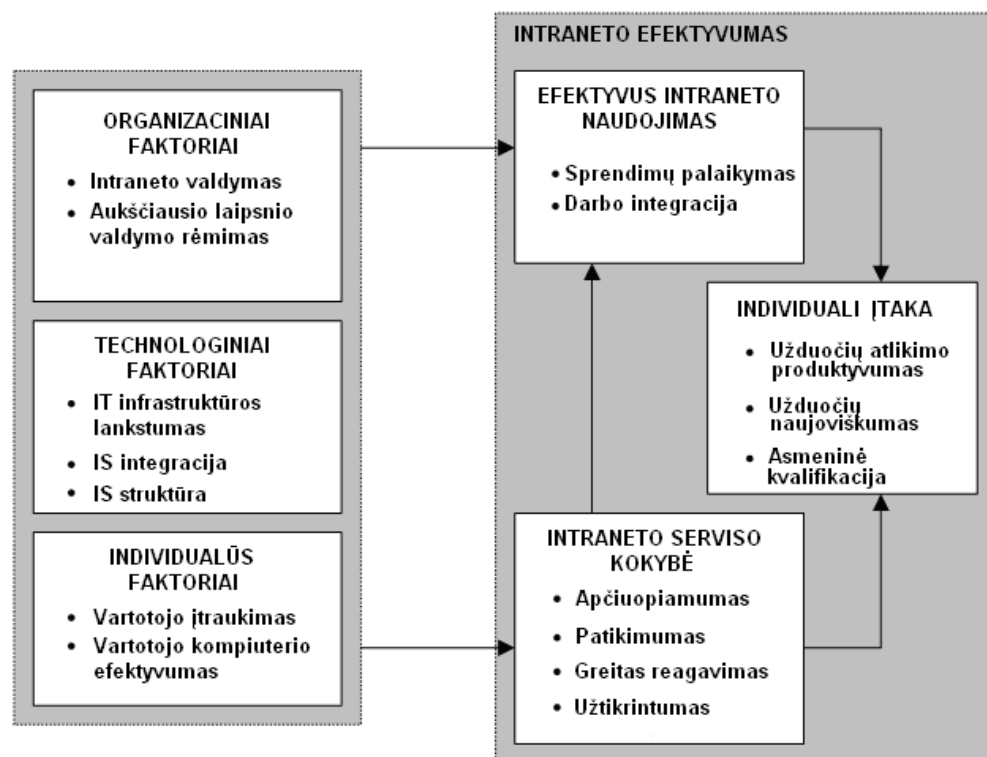 ORGANIZACINIAI
FAKTORIAI
• Intraneto valdymas
• Aukščiausio laipsnio
valdymo rėmimas
TECHNOLOGINIAI
FAKTORIAI
• IT infrastruktūros
lankstumas
• IS integracija
• IS struktūra
INDIVIDUALŪS
FAKTORIAI
• Vartotojo įtraukimas
• Vartotojo kompiuterio
efektyvumas
INTRANETO EFEKTYVUMAS
EFEKTYVUS INTRANETO
NAUDOJIMAS
• Sprendimų palaikymas
• Darbo integracija
INDIVIDUALI ĮTAKA
• Užduočių atlikimo
produktyvumas
• Užduočių
naujoviškumas
• Asmeninė
kvalifikacija
INTRANETO SERVISO
KOKYBĖ
• Apčiuopiamumas
• Patikimumas
• Greitas reagavimas
• Užtikrintumas